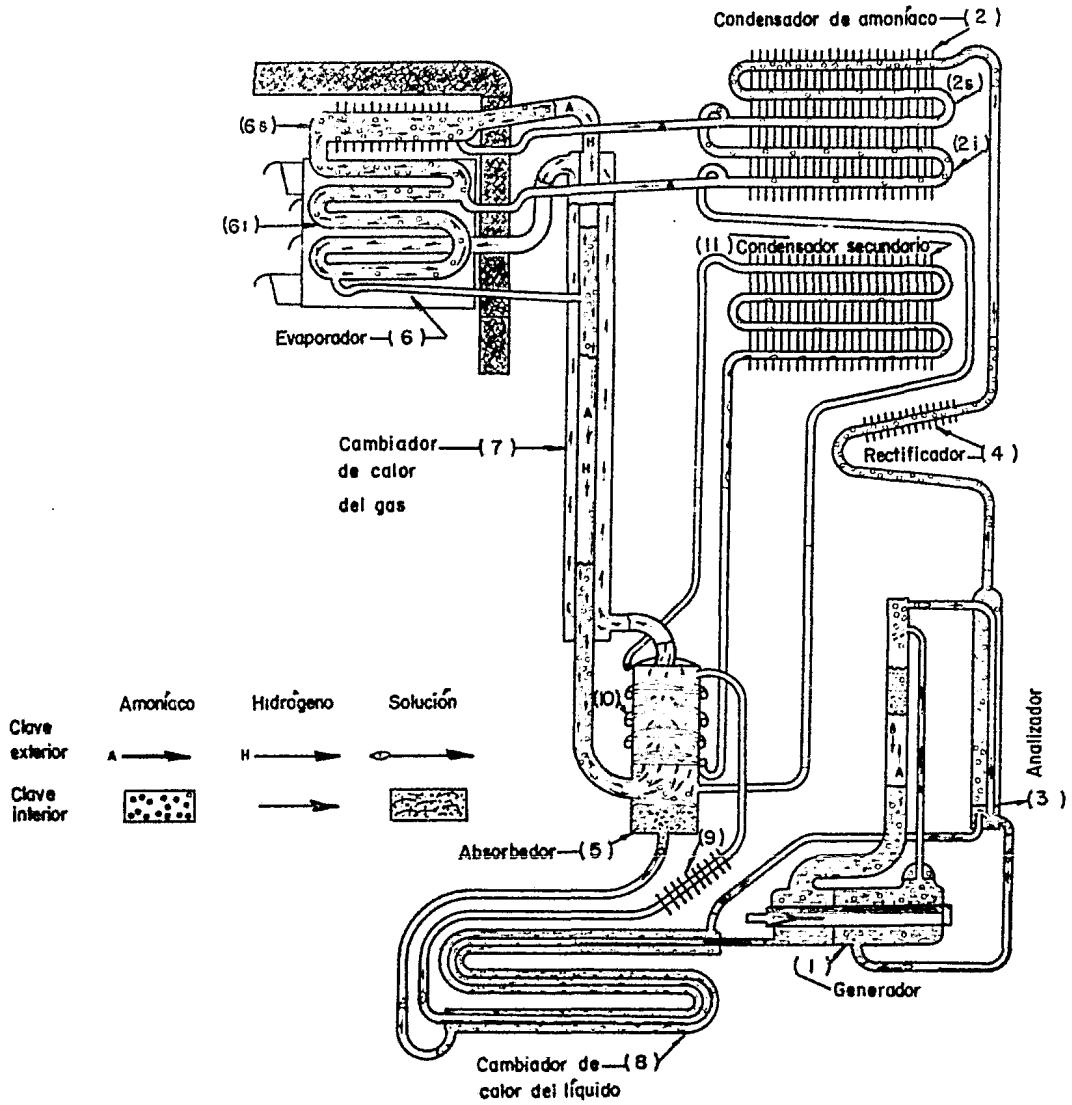 Condensador de amoníaco — (2)
(2s)
(2i)
(6s)
A
H
A
A
(6i)
(11) Condensador secundario
Evaporador — (6)
A
H
Cambiador — (7)
de calor
del gas
Rectificador — (4)
Amoníaco Hidrógeno Solución
Clave
exterior
A
H
Clave
interior
(10)
B
A
Analizador
(3)
Absorbedor — (5)
(9)
(1)
Generador
Cambiador de — (8)
calor del líquido